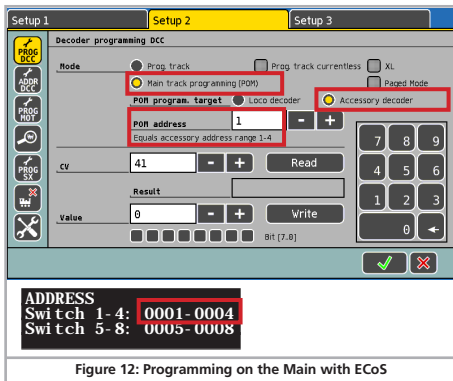 Setup 1 Setup 2 Setup 3
Decoder programming DCC
PROG DCC
Mode Prog. track Prog. track currentless XL
Main track programming (POM) Paged Mode
ADDR DCC
POM program. target Loco decoder Accessory decoder
PROG MOT
POM address 1 - +
Equals accessory address range 1-4
7 8 9
CV 41 - + Read
4 5 6
PROG SX
Result
1 2 3
Value 0 - + Write
0 ←
Bit [7..0]
ADDRESS
Switch 1-4: 0001-0004
Switch 5-8: 0005-0008
Figure 12: Programming on the Main with ECoS